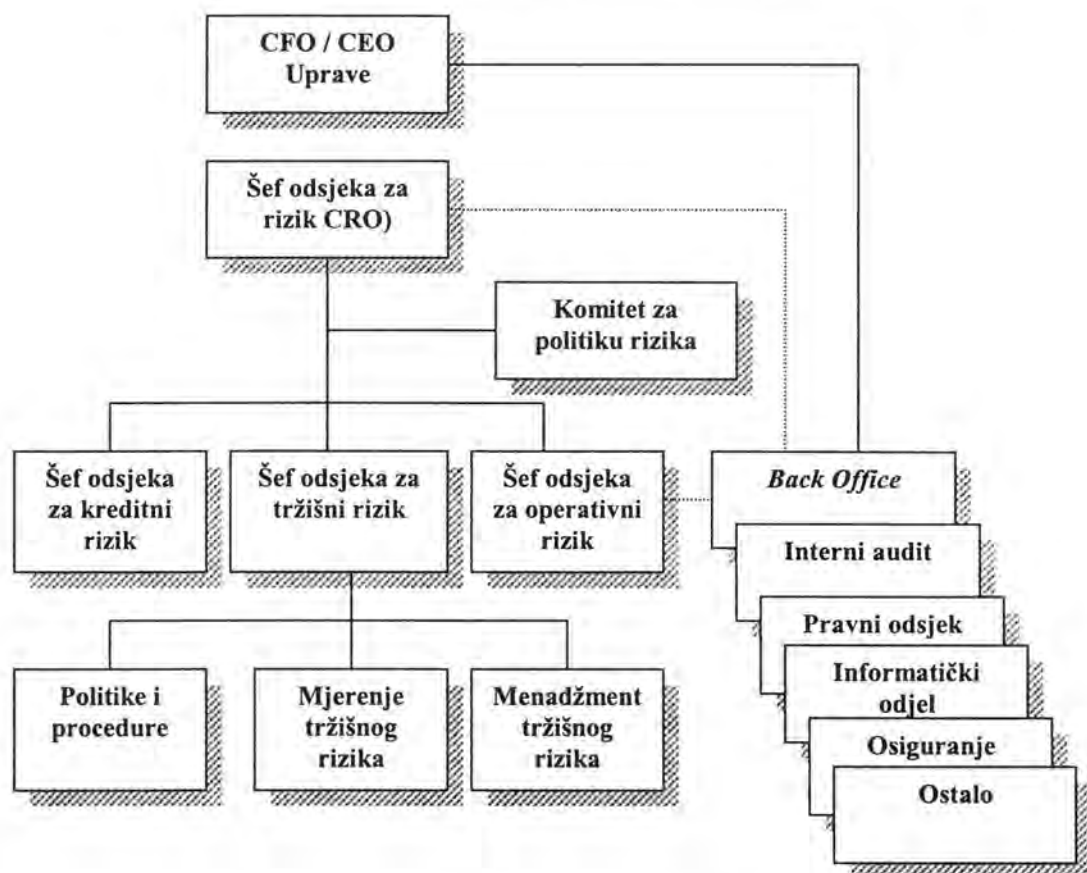 CFO / CEO
Uprave
Šef odsjeka za
rizik CRO)
Komitet za
politiku rizika
Šef odsjeka
za kreditni
rizik
Šef odsjeka za
tržišni rizik
Šef odsjeka
za operativni
rizik
Back Office
Interni audit
Pravni odsjek
Informatički
odjel
Osiguranje
Ostalo
Politike i
procedure
Mjerenje
tržišnog
rizika
Menadžment
tržišnog
rizika